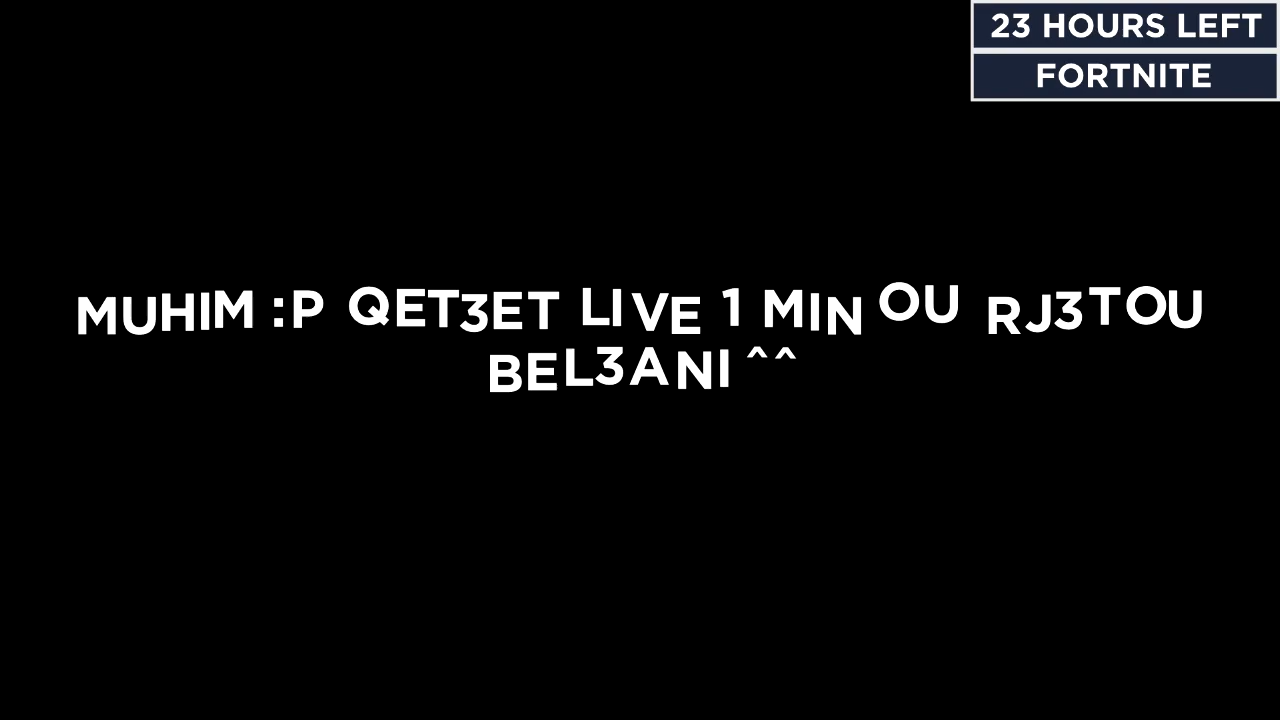 23 HOURS LEFT
FORTNITE
MUHIM :P QET3ET LIVE 1 MIN OU RJ3TOU
BEL3ANI ^^